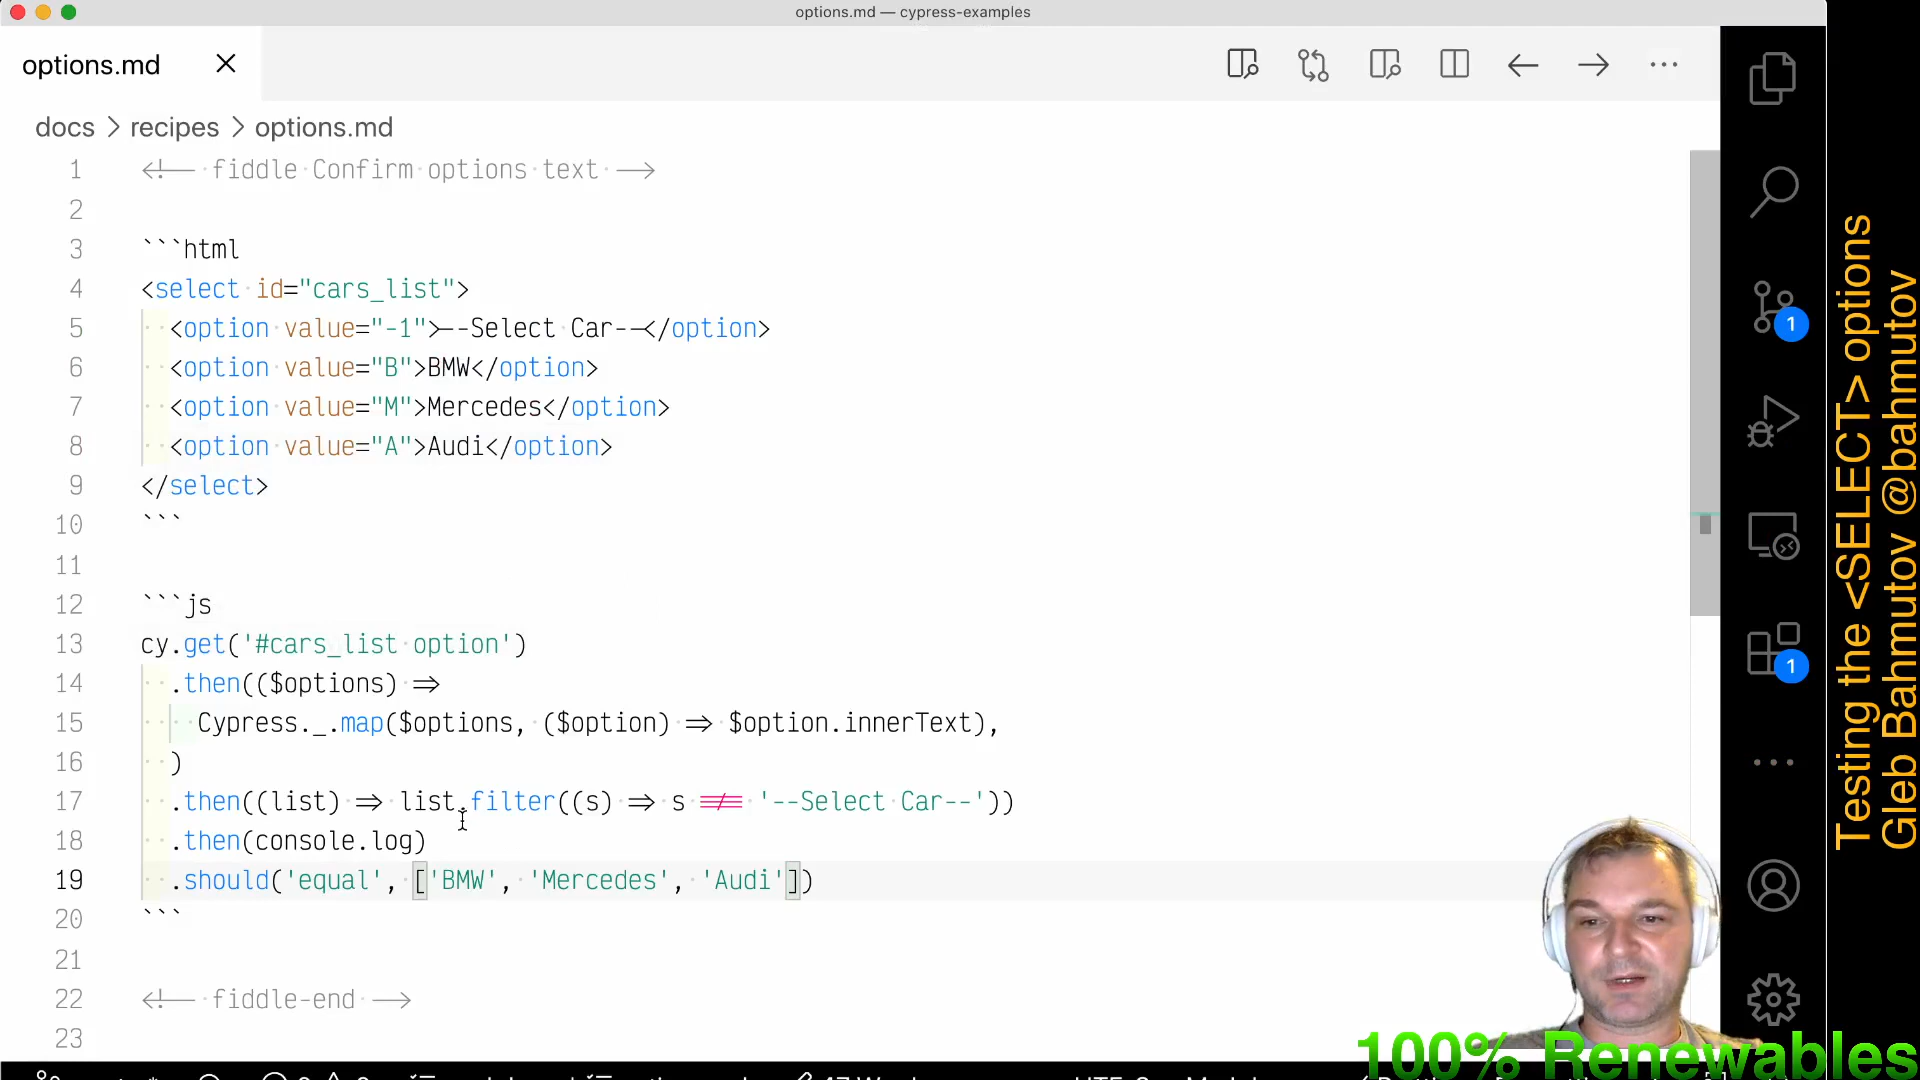 options.md — cypress-examples
options.md
docs > recipes > options.md
1 <!-- fiddle Confirm options text -->
2
3 ```html
4 <select id="cars_list">
5 <option value="-1">--Select Car--</option>
6 <option value="B">BMW</option>
7 <option value="M">Mercedes</option>
8 <option value="A">Audi</option>
9 </select>
10 ```
11
12 ```js
13 cy.get('#cars_list option')
14 .then(($options) =>
15 Cypress._.map($options, ($option) => $option.innerText),
16 )
17 .then((list) => list.filter((s) => s !== '--Select Car--'))
18 .then(console.log)
19 .should('equal', ['BMW', 'Mercedes', 'Audi'])
20 ```
21
22 <!-- fiddle-end -->
23
1
1
Testing the <SELECT> options
Gleb Bahmutov @bahmutov
100% Renewables